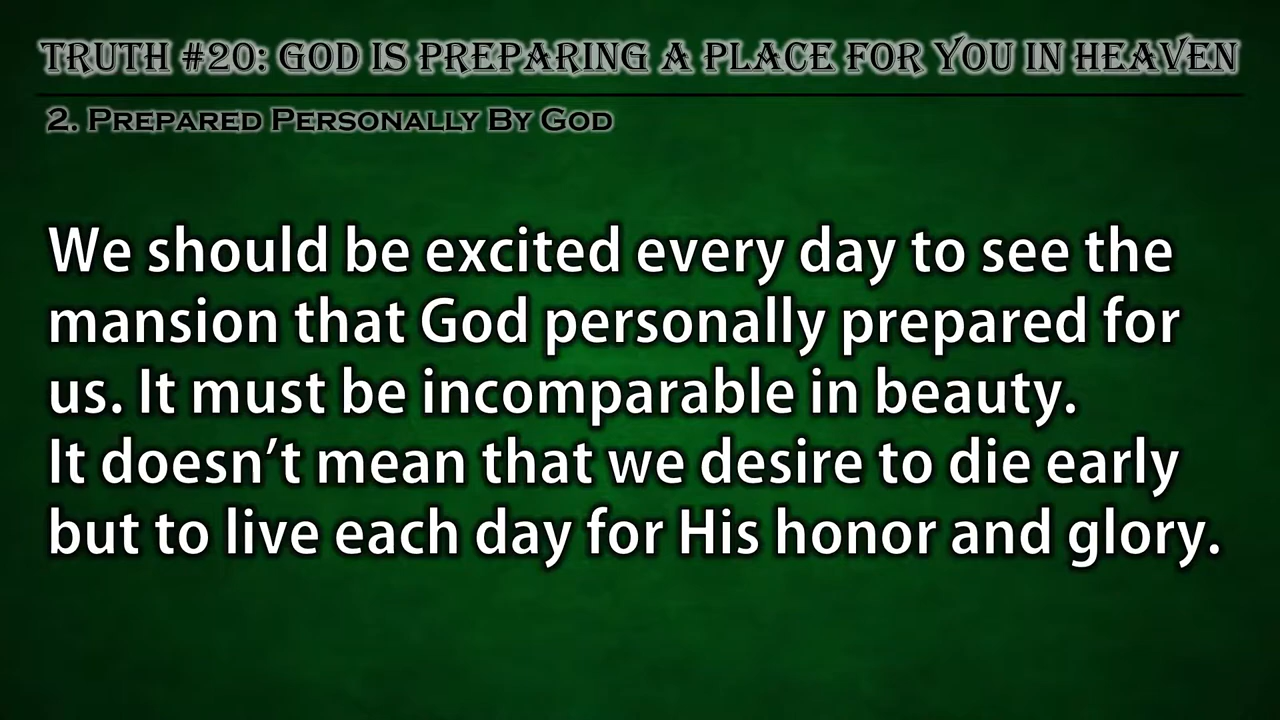 TRUTH #20: GOD IS PREPARING A PLACE FOR YOU IN HEAVEN
2. PREPARED PERSONALLY BY GOD
We should be excited every day to see the
mansion that God personally prepared for
us. It must be incomparable in beauty.
It doesn’t mean that we desire to die early
but to live each day for His honor and glory.